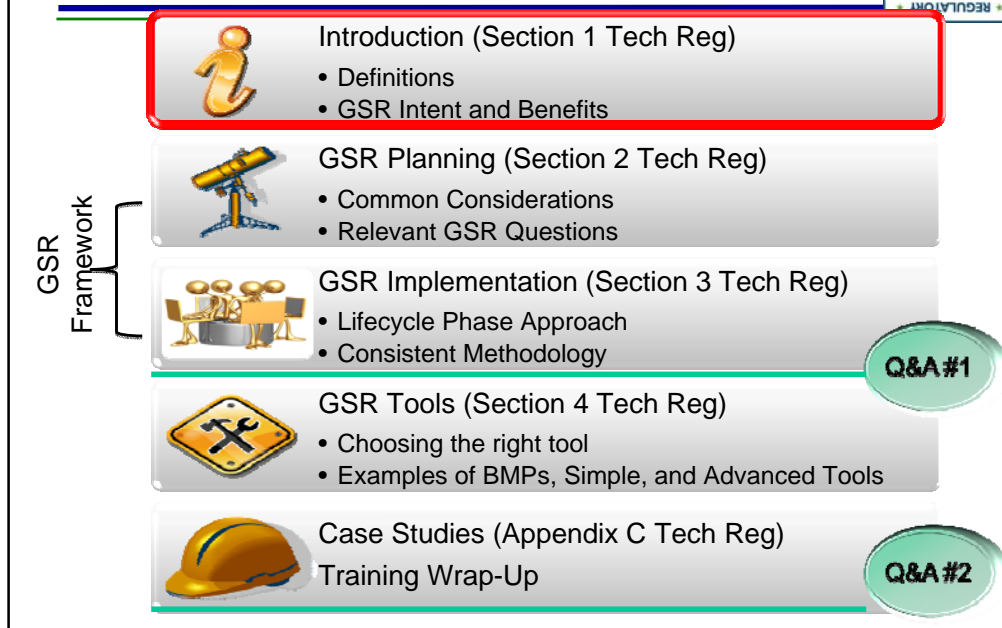 * REGULATORY *
Introduction (Section 1 Tech Reg)
• Definitions
• GSR Intent and Benefits
GSR Planning (Section 2 Tech Reg)
• Common Considerations
• Relevant GSR Questions
GSR
Framework
GSR Implementation (Section 3 Tech Reg)
• Lifecycle Phase Approach
• Consistent Methodology
Q&A #1
GSR Tools (Section 4 Tech Reg)
• Choosing the right tool
• Examples of BMPs, Simple, and Advanced Tools
Case Studies (Appendix C Tech Reg)
Training Wrap-Up
Q&A #2